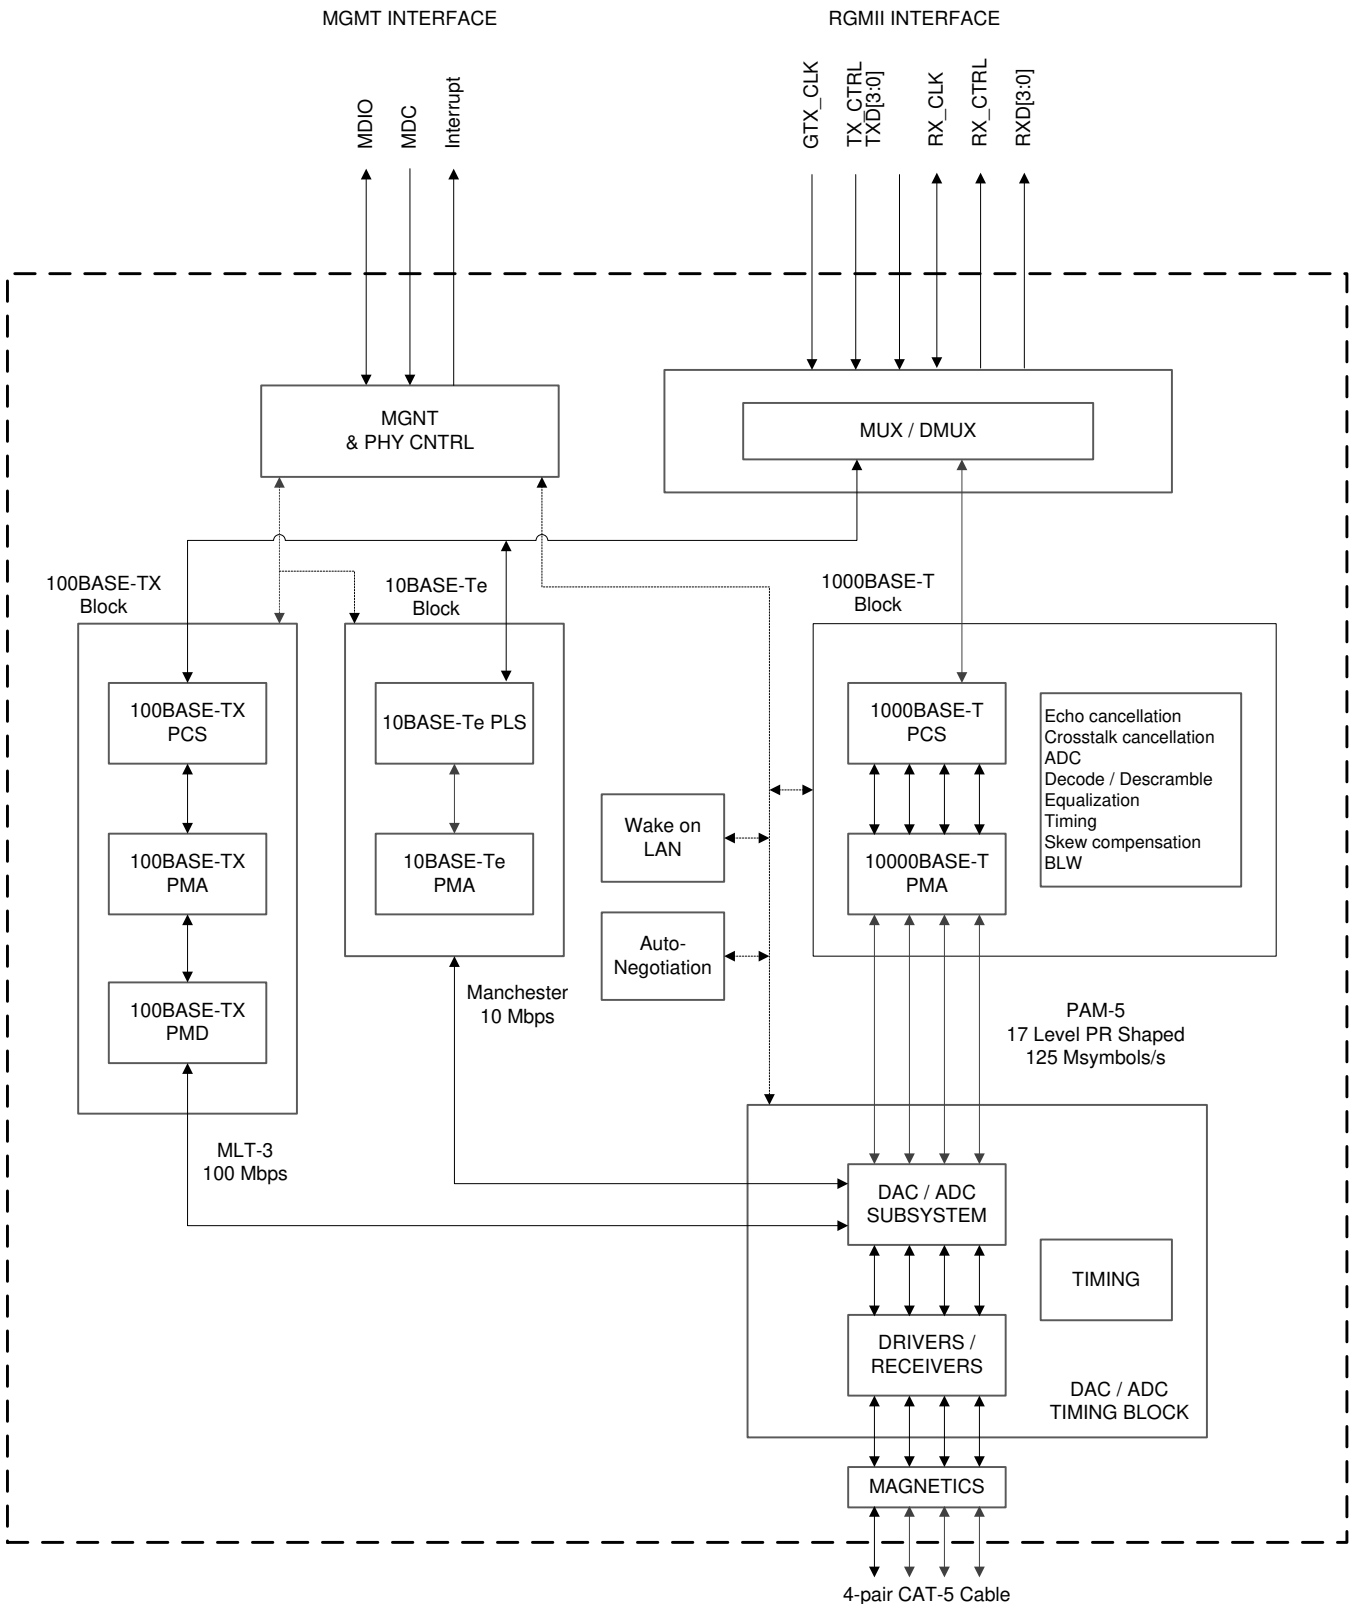 MGMT INTERFACE
RGMII INTERFACE
MDIO
MDC
Interrupt
GTX_CLK
TX_CTRL
TXD[3:0]
RX_CLK
RX_CTRL
RXD[3:0]
MGNT
& PHY CNTRL
MUX / DMUX
100BASE-TX
Block
10BASE-Te
Block
1000BASE-T
Block
100BASE-TX
PCS
10BASE-Te PLS
1000BASE-T
PCS
Echo cancellation
Crosstalk cancellation
ADC
Decode / Descramble
Equalization
Timing
Skew compensation
BLW
Wake on
LAN
100BASE-TX
PMA
10BASE-Te
PMA
10000BASE-T
PMA
Auto-
Negotiation
100BASE-TX
PMD
Manchester
10 Mbps
PAM-5
17 Level PR Shaped
125 Msymbols/s
MLT-3
100 Mbps
DAC / ADC
SUBSYSTEM
TIMING
DRIVERS /
RECEIVERS
DAC / ADC
TIMING BLOCK
MAGNETICS
4-pair CAT-5 Cable